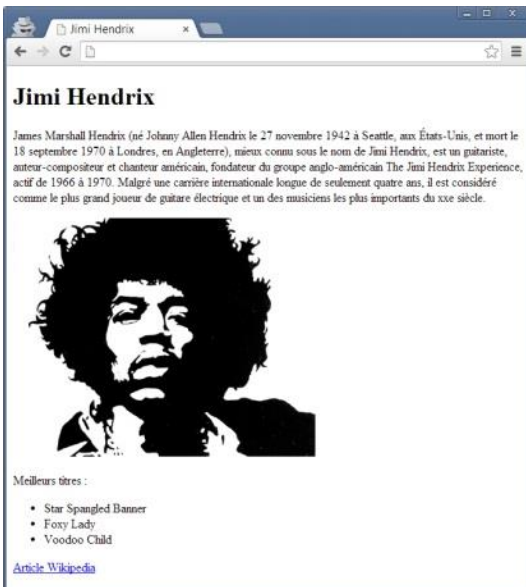 Jimi Hendrix
Jimi Hendrix
James Marshall Hendrix (né Johnny Allen Hendrix le 27 novembre 1942 à Seattle, aux États-Unis, et mort le
18 septembre 1970 à Londres, en Angleterre), mieux connu sous le nom de Jimi Hendrix, est un guitariste,
auteur-compositeur et chanteur américain, fondateur du groupe anglo-américain The Jimi Hendrix Experience,
actif de 1966 à 1970. Malgré une carrière internationale longue de seulement quatre ans, il est considéré
comme le plus grand joueur de guitare électrique et un des musiciens les plus importants du xxe siècle.
Meilleurs titres :
• Star Spangled Banner
• Foxy Lady
• Voodoo Child
Article Wikipedia